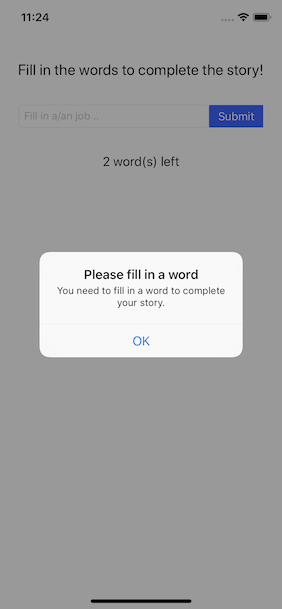 11:24
Fill in the words to complete the story!
Fill in a/an job ..
Submit
2 word(s) left
Please fill in a word
You need to fill in a word to complete
your story.
OK